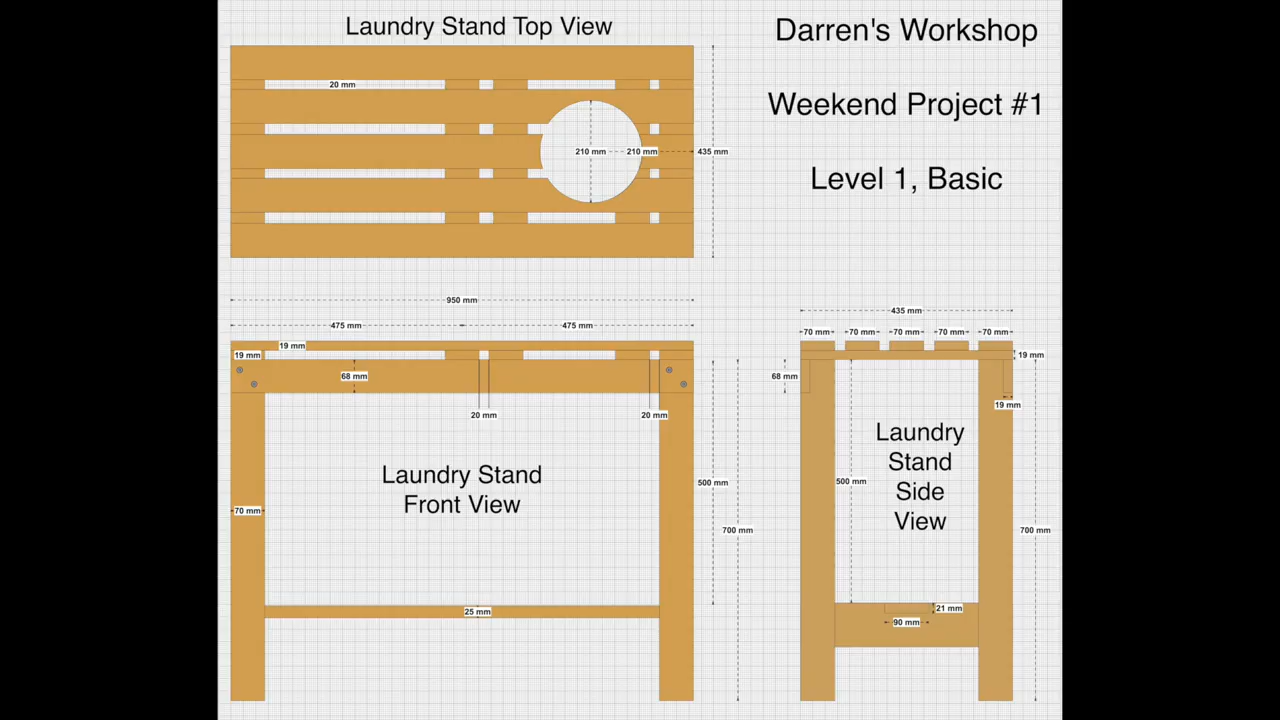 Laundry Stand Top View
Darren's Workshop
Weekend Project #1
Level 1, Basic
20 mm
210 mm
210 mm
435 mm
950 mm
475 mm
475 mm
19 mm
19 mm
68 mm
20 mm
20 mm
Laundry Stand
Front View
500 mm
70 mm
700 mm
25 mm
435 mm
70 mm
70 mm
70 mm
70 mm
70 mm
19 mm
68 mm
19 mm
Laundry
Stand
Side
View
500 mm
700 mm
21 mm
90 mm